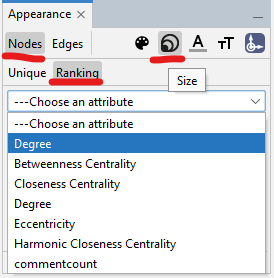 Appearance ×
Nodes Edges
A TT
Size
Unique Ranking
---Choose an attribute
---Choose an attribute
Degree
Betweenness Centrality
Closeness Centrality
Degree
Eccentricity
Harmonic Closeness Centrality
commentcount